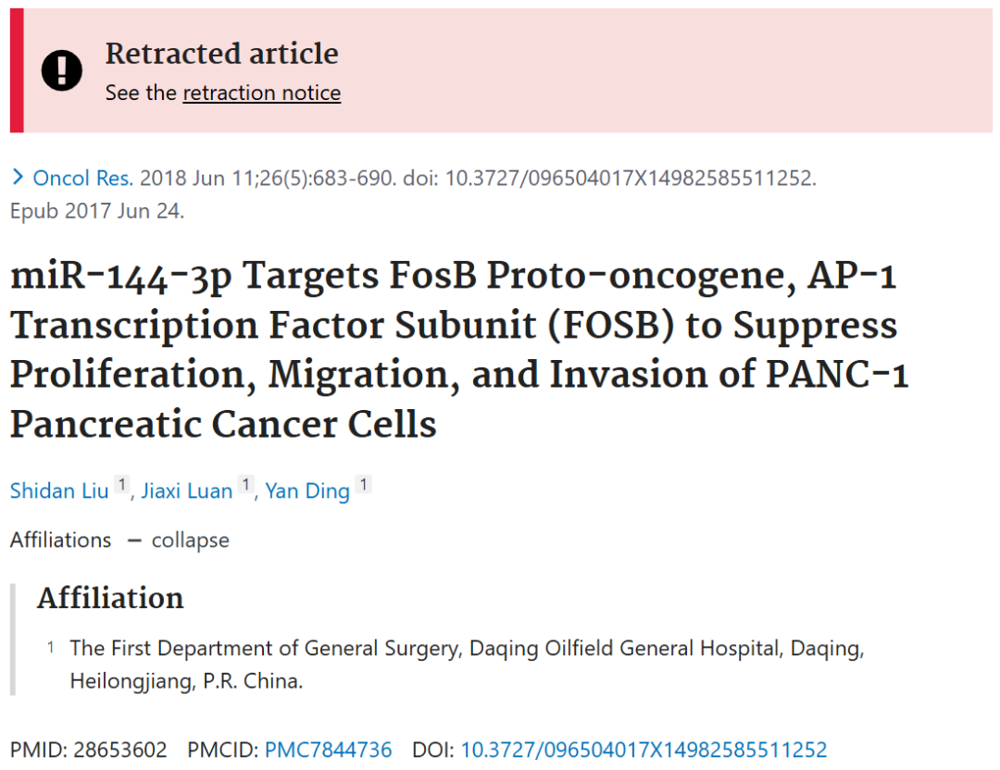 Retracted article
See the retraction notice
Oncol Res. 2018 Jun 11;26(5):683-690. doi: 10.3727/096504017X14982585511252.
Epub 2017 Jun 24.
miR-144-3p Targets FosB Proto-oncogene, AP-1
Transcription Factor Subunit (FOSB) to Suppress
Proliferation, Migration, and Invasion of PANC-1
Pancreatic Cancer Cells
Shidan Liu 1, Jiaxi Luan 1, Yan Ding 1
Affiliations – collapse
Affiliation
1 The First Department of General Surgery, Daqing Oilfield General Hospital, Daqing,
Heilongjiang, P.R. China.
PMID: 28653602 PMCID: PMC7844736 DOI: 10.3727/096504017X14982585511252